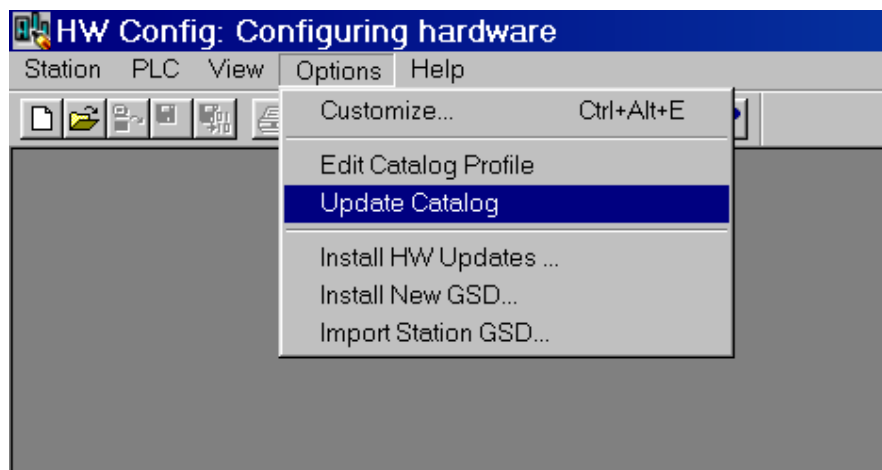 HW Config: Configuring hardware
Station PLC View Options Help
Customize... Ctrl+Alt+E
Edit Catalog Profile
Update Catalog
Install HW Updates ...
Install New GSD...
Import Station GSD...